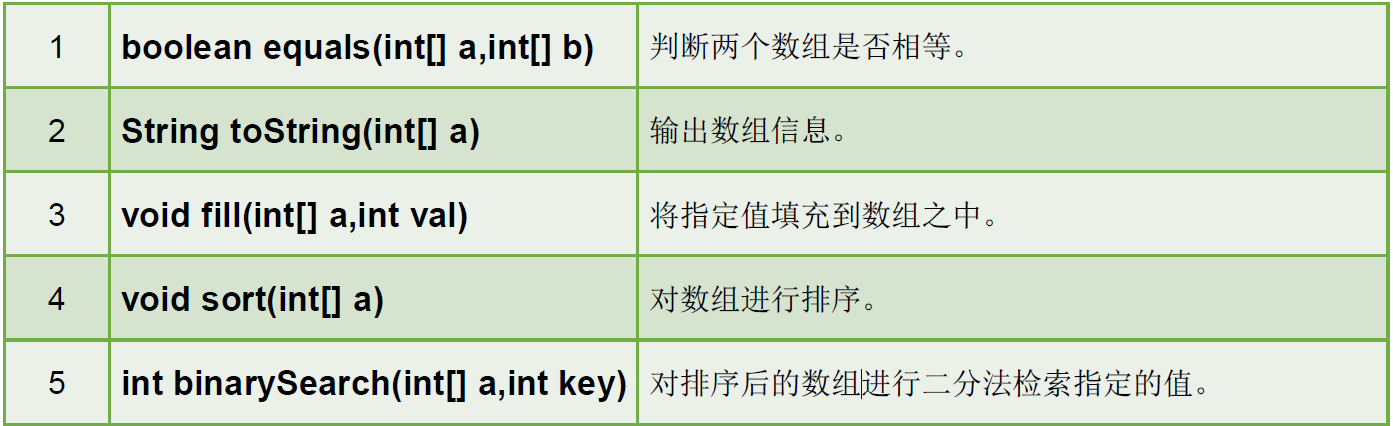 1 boolean equals(int[] a,int[] b) 判断两个数组是否相等。
2 String toString(int[] a) 输出数组信息。
3 void fill(int[] a,int val) 将指定值填充到数组之中。
4 void sort(int[] a) 对数组进行排序。
5 int binarySearch(int[] a,int key) 对排序后的数组进行二分法检索指定的值。